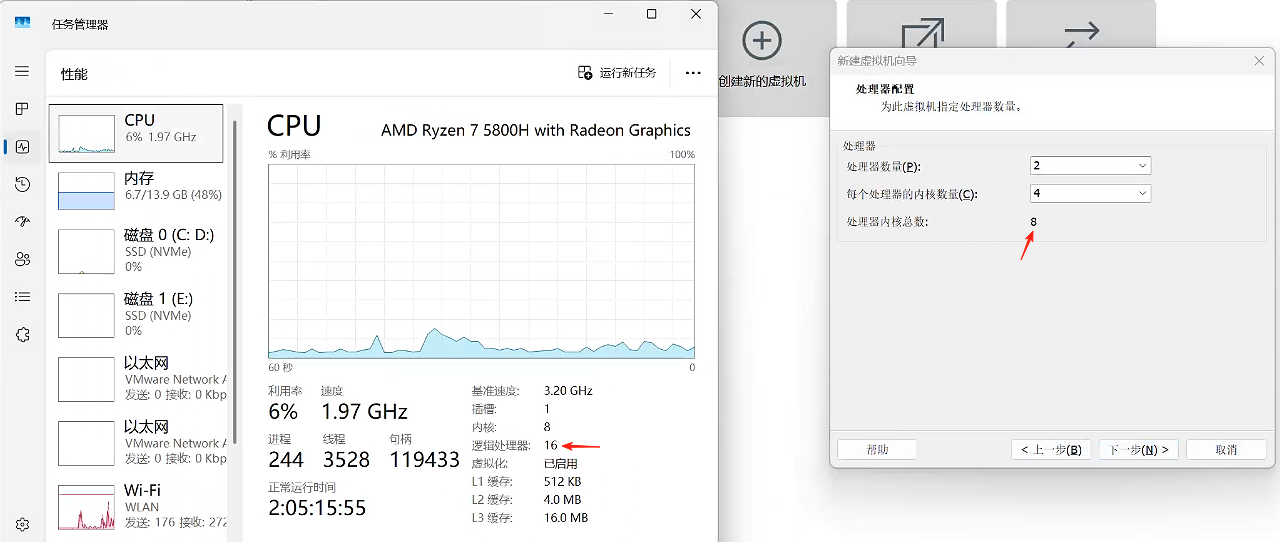 任务管理器
性能
运行新任务
CPU
6% 1.97 GHz
内存
6.7/13.9 GB (48%)
磁盘 0 (C: D:)
SSD (NVMe)
0%
磁盘 1 (E:)
SSD (NVMe)
0%
以太网
VMware Network A
发送: 0 接收: 0 Kbp
以太网
VMware Network A
发送: 0 接收: 0 Kbp
Wi-Fi
WLAN
发送: 176 接收: 272
CPU
AMD Ryzen 7 5800H with Radeon Graphics
% 利用率
100%
60 秒
0
利用率
速度
6%
1.97 GHz
进程
线程
句柄
244
3528
119433
正常运行时间
2:05:15:55
基准速度: 3.20 GHz
插槽: 1
内核: 8
逻辑处理器: 16
虚拟化: 已启用
L1 缓存: 512 KB
L2 缓存: 4.0 MB
L3 缓存: 16.0 MB
创建新的虚拟机
新建虚拟机向导
处理器配置
为此虚拟机指定处理器数量。
处理器
处理器数量(P): 2
每个处理器的内核数量(C): 4
处理器内核总数: 8
帮助
< 上一步(B)
下一步(N) >
取消